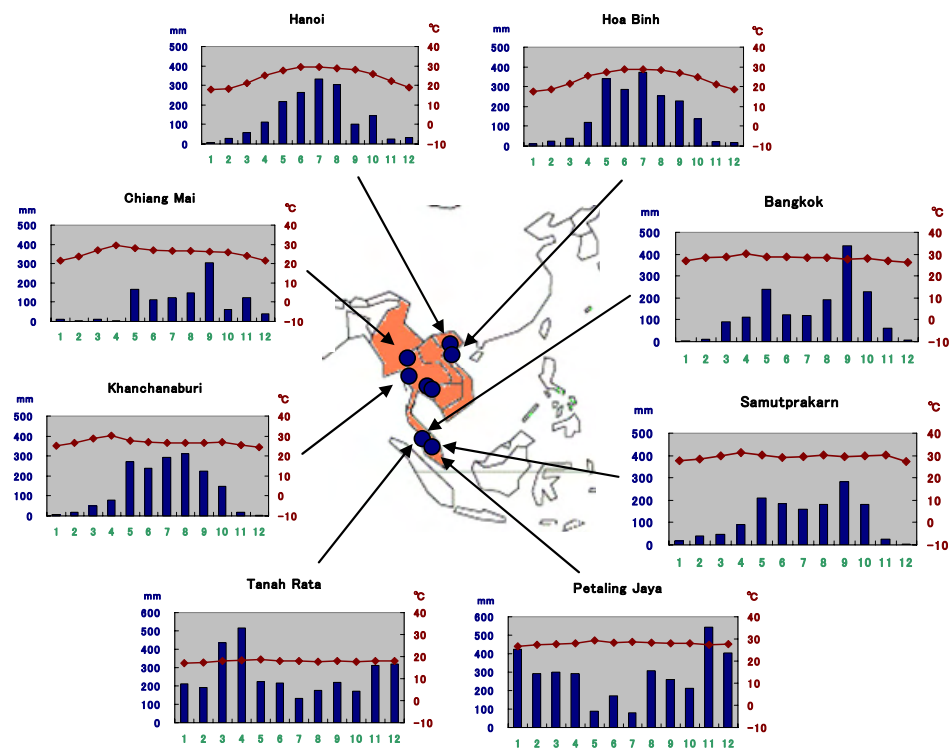 Hanoi
mm
℃
500 400 300 200 100 0
40 30 20 10 0 -10
1 2 3 4 5 6 7 8 9 10 11 12
Hoa Binh
mm
℃
500 400 300 200 100 0
40 30 20 10 0 -10
1 2 3 4 5 6 7 8 9 10 11 12
Chiang Mai
mm
℃
500 400 300 200 100 0
40 30 20 10 0 -10
1 2 3 4 5 6 7 8 9 10 11 12
Bangkok
mm
℃
500 400 300 200 100 0
40 30 20 10 0 -10
1 2 3 4 5 6 7 8 9 10 11 12
Khanchanaburi
mm
℃
500 400 300 200 100 0
40 30 20 10 0 -10
1 2 3 4 5 6 7 8 9 10 11 12
Samutprakarn
mm
℃
500 400 300 200 100 0
40 30 20 10 0 -10
1 2 3 4 5 6 7 8 9 10 11 12
Tanah Rata
mm
℃
600 500 400 300 200 100 0
40 30 20 10 0 -10
1 2 3 4 5 6 7 8 9 10 11 12
Petaling Jaya
mm
℃
600 500 400 300 200 100 0
40 30 20 10 0 -10
1 2 3 4 5 6 7 8 9 10 11 12